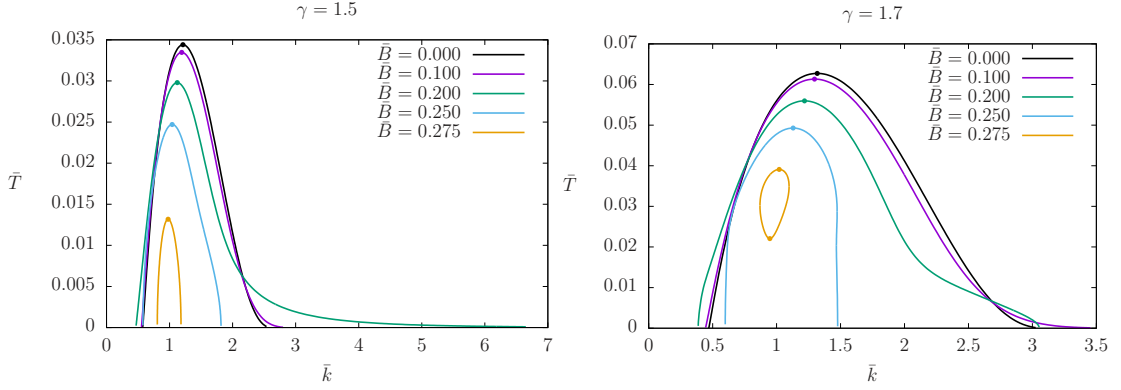 γ = 1.5
0.035
0.03
0.025
0.02
0.015
0.01
0.005
0
T̄
0 1 2 3 4 5 6 7
k̄
B̄ = 0.000
B̄ = 0.100
B̄ = 0.200
B̄ = 0.250
B̄ = 0.275
γ = 1.7
0.07
0.06
0.05
0.04
0.03
0.02
0.01
0
T̄
0 0.5 1 1.5 2 2.5 3 3.5
k̄
B̄ = 0.000
B̄ = 0.100
B̄ = 0.200
B̄ = 0.250
B̄ = 0.275